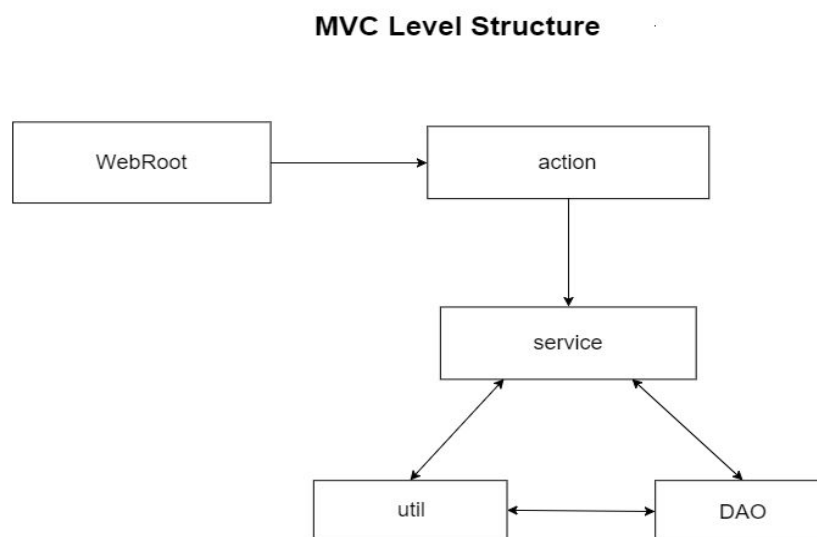 MVC Level Structure
WebRoot
action
service
util
DAO